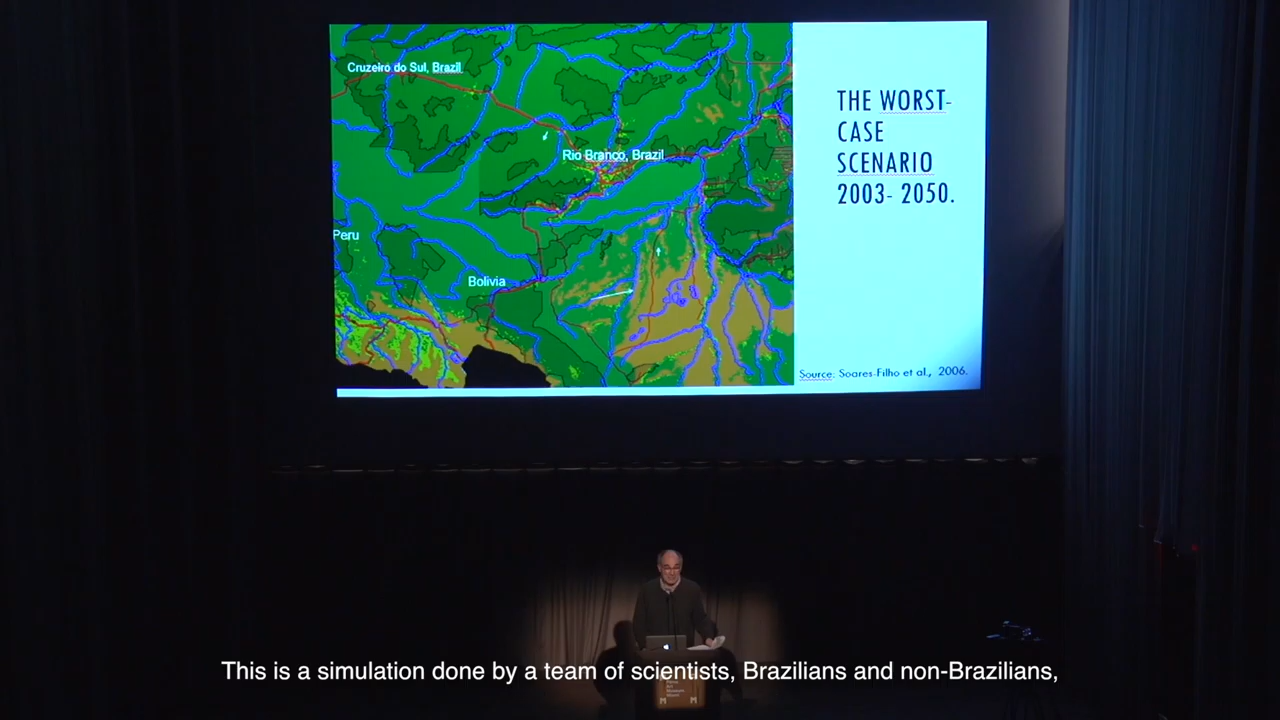 Cruzeiro do Sul, Brazil
Rio Branco, Brazil
Peru
Bolivia
THE WORST-
CASE
SCENARIO
2003- 2050.
Source: Soares-Filho et al., 2006.
This is a simulation done by a team of scientists, Brazilians and non-Brazilians,